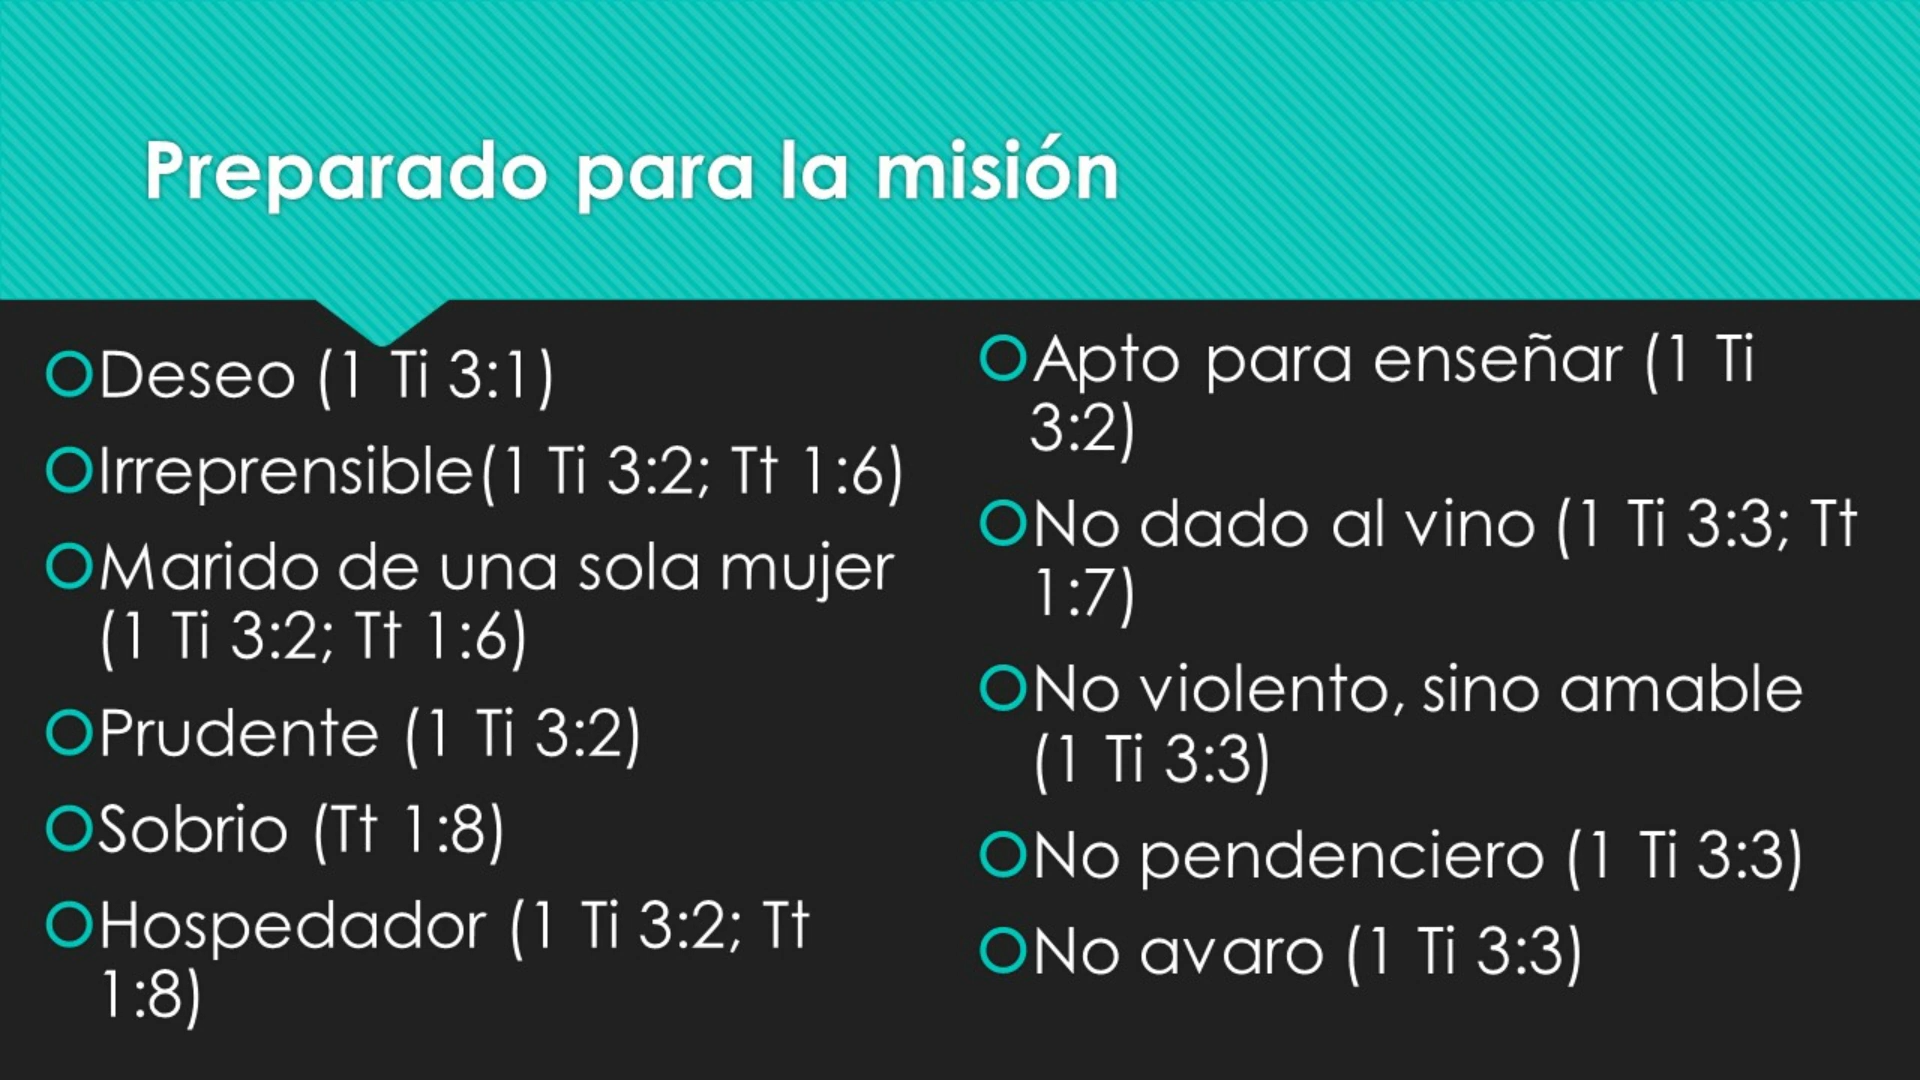 Preparado para la misión
Deseo (1 Ti 3:1)
Irreprensible(1 Ti 3:2; Tt 1:6)
Marido de una sola mujer
(1 Ti 3:2; Tt 1:6)
Prudente (1 Ti 3:2)
Sobrio (Tt 1:8)
Hospedador (1 Ti 3:2; Tt
1:8)
Apto para enseñar (1 Ti
3:2)
No dado al vino (1 Ti 3:3; Tt
1:7)
No violento, sino amable
(1 Ti 3:3)
No pendenciero (1 Ti 3:3)
No avaro (1 Ti 3:3)